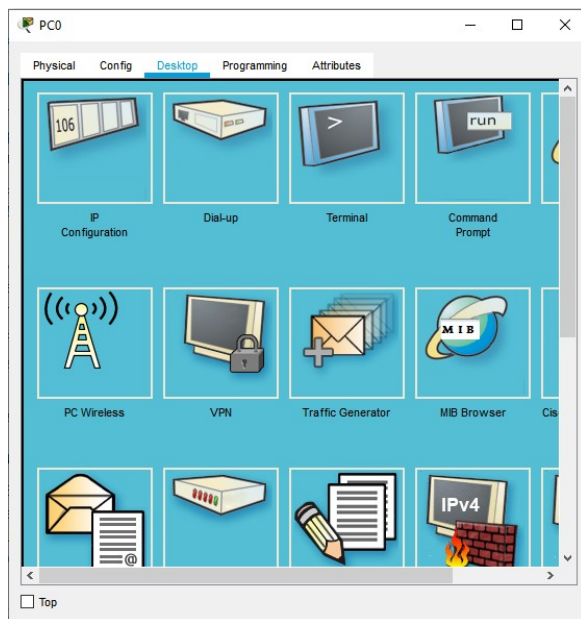 PC0
Physical Config Desktop Programming Attributes
106
>
run
IP
Configuration
Dial-up
Terminal
Command
Prompt
MIB
PC Wireless
VPN
Traffic Generator
MIB Browser
Cisc
@
IPv4
Top